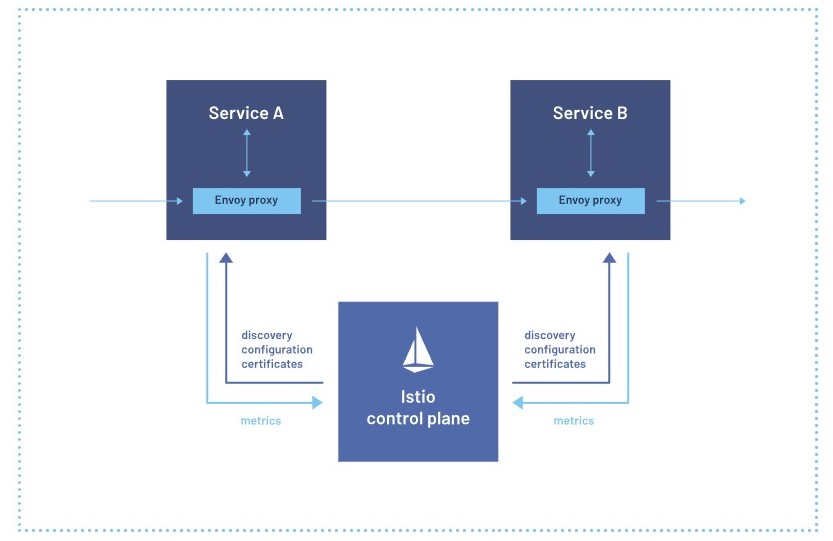 Service A
Service B
Envoy proxy
Envoy proxy
discovery
configuration
certificates
metrics
Istio
control plane
discovery
configuration
certificates
metrics